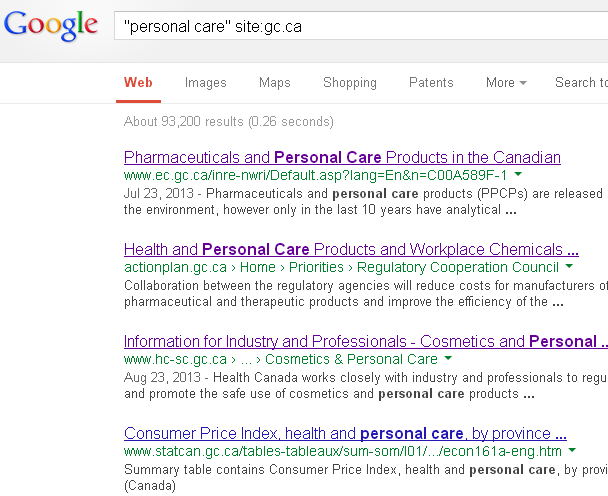 Google
"personal care" site:gc.ca
Web Images Maps Shopping Patents More Search to
About 93,200 results (0.26 seconds)
Pharmaceuticals and Personal Care Products in the Canadian
www.ec.gc.ca/inre-nwri/Default.asp?lang=En&n=C00A589F-1
Jul 23, 2013 - Pharmaceuticals and personal care products (PPCPs) are released
the environment, however only in the last 10 years have analytical ...
Health and Personal Care Products and Workplace Chemicals ...
actionplan.gc.ca › Home › Priorities › Regulatory Cooperation Council
Collaboration between the regulatory agencies will reduce costs for manufacturers of
pharmaceutical and therapeutic products and improve the efficiency of the ...
Information for Industry and Professionals - Cosmetics and Personal ..
www.hc-sc.gc.ca › ... › Cosmetics & Personal Care
Aug 23, 2013 - Health Canada works closely with industry and professionals to regu
and promote the safe use of cosmetics and personal care products ...
Consumer Price Index, health and personal care, by province ...
www.statcan.gc.ca/tables-tableaux/sum-som/l01/.../econ161a-eng.htm
Summary table contains Consumer Price Index, health and personal care, by provi
(Canada)